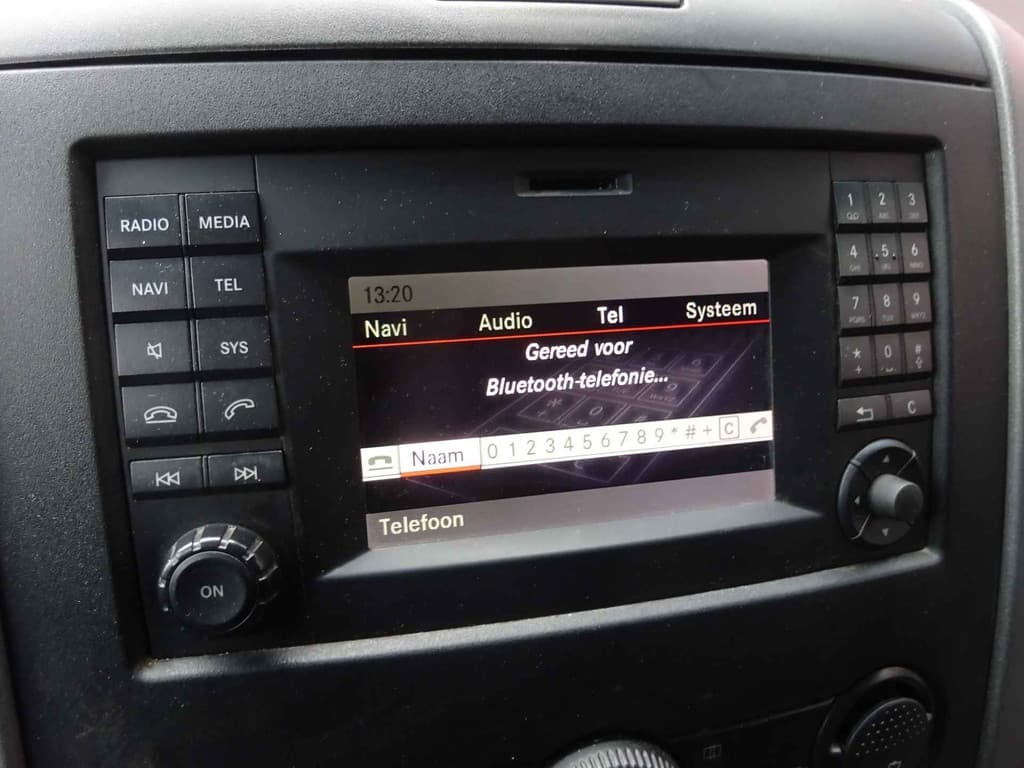 RADIO MEDIA
NAVI TEL
SYS
ON
13:20
Navi Audio Tel Systeem
Gereed voor
Bluetooth-telefonie...
Naam 0 1 2 3 4 5 6 7 8 9 * # + C
Telefoon
1 2 3
4 5 6
7 8 9
* 0 #
+
C